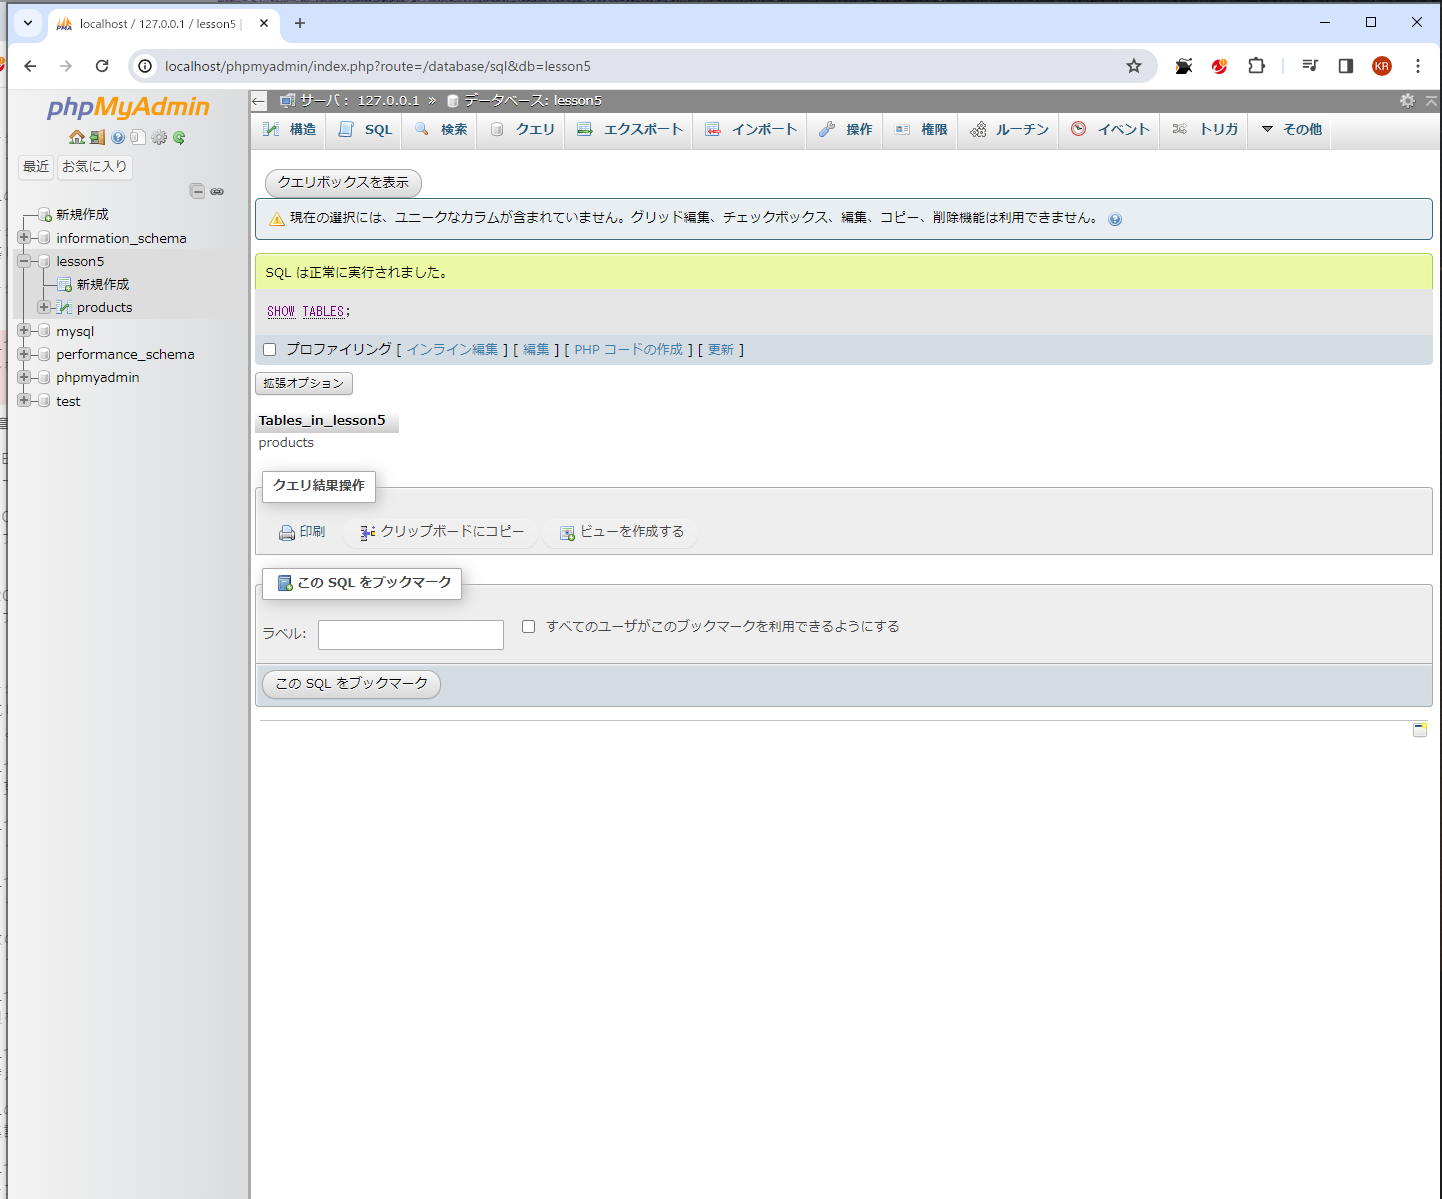 localhost / 127.0.0.1 / lesson5 |
localhost/phpmyadmin/index.php?route=/database/sql&db=lesson5
KR
phpMyAdmin
最近 お気に入り
新規作成
information_schema
lesson5
新規作成
products
mysql
performance_schema
phpmyadmin
test
サーバ: 127.0.0.1 » データベース: lesson5
構造 SQL 検索 クエリ エクスポート インポート 操作 権限 ルーチン イベント トリガ その他
クエリボックスを表示
現在の選択には、ユニークなカラムが含まれていません。グリッド編集、チェックボックス、編集、コピー、削除機能は利用できません。
SQL は正常に実行されました。
SHOW TABLES;
プロファイリング [ インライン編集 ] [ 編集 ] [ PHP コードの作成 ] [ 更新 ]
拡張オプション
Tables_in_lesson5
products
クエリ結果操作
印刷 クリップボードにコピー ビューを作成する
この SQL をブックマーク
ラベル: すべてのユーザがこのブックマークを利用できるようにする
この SQL をブックマーク